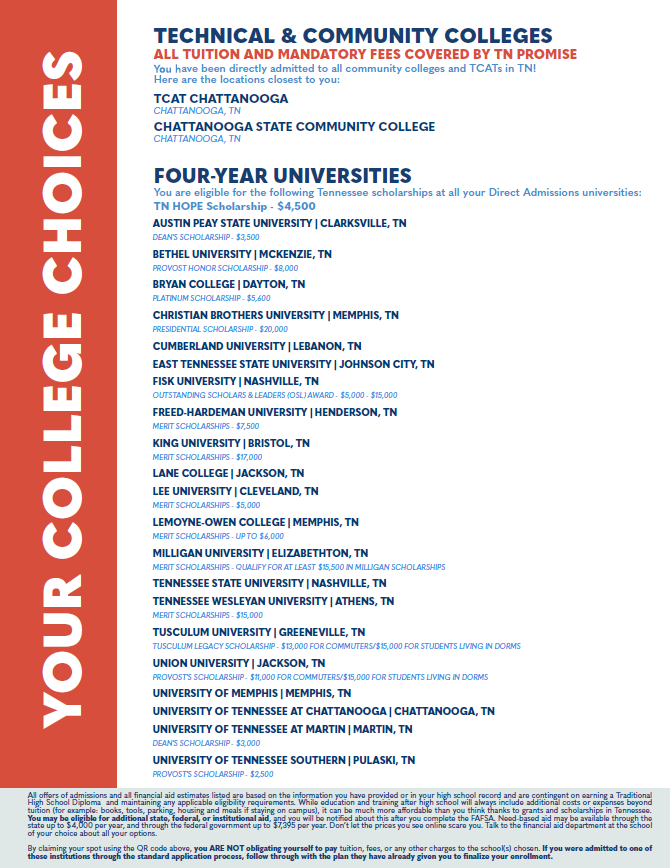 YOUR COLLEGE CHOICES
TECHNICAL & COMMUNITY COLLEGES
ALL TUITION AND MANDATORY FEES COVERED BY TN PROMISE
You have been directly admitted to all community colleges and TCATs in TN!
Here are the locations closest to you:
TCAT CHATTANOOGA
CHATTANOOGA, TN
CHATTANOOGA STATE COMMUNITY COLLEGE
CHATTANOOGA, TN
FOUR-YEAR UNIVERSITIES
You are eligible for the following Tennessee scholarships at all your Direct Admissions universities:
TN HOPE Scholarship - $4,500
AUSTIN PEAY STATE UNIVERSITY | CLARKSVILLE, TN
DEAN'S SCHOLARSHIP - $3,500
BETHEL UNIVERSITY | MCKENZIE, TN
PROVOST HONOR SCHOLARSHIP - $8,000
BRYAN COLLEGE | DAYTON, TN
PLATINUM SCHOLARSHIP - $5,600
CHRISTIAN BROTHERS UNIVERSITY | MEMPHIS, TN
PRESIDENTIAL SCHOLARSHIP - $20,000
CUMBERLAND UNIVERSITY | LEBANON, TN
EAST TENNESSEE STATE UNIVERSITY | JOHNSON CITY, TN
FISK UNIVERSITY | NASHVILLE, TN
OUTSTANDING SCHOLARS & LEADERS (OSL) AWARD - $5,000 - $15,000
FREED-HARDEMAN UNIVERSITY | HENDERSON, TN
MERIT SCHOLARSHIPS - $7,500
KING UNIVERSITY | BRISTOL, TN
MERIT SCHOLARSHIPS - $17,000
LANE COLLEGE | JACKSON, TN
LEE UNIVERSITY | CLEVELAND, TN
MERIT SCHOLARSHIPS - $5,000
LEMOYNE-OWEN COLLEGE | MEMPHIS, TN
MERIT SCHOLARSHIPS - UP TO $6,000
MILLIGAN UNIVERSITY | ELIZABETHTON, TN
MERIT SCHOLARSHIPS - QUALIFY FOR AT LEAST $15,500 IN MILLIGAN SCHOLARSHIPS
TENNESSEE STATE UNIVERSITY | NASHVILLE, TN
TENNESSEE WESLEYAN UNIVERSITY | ATHENS, TN
MERIT SCHOLARSHIPS - $15,000
TUSCULUM UNIVERSITY | GREENEVILLE, TN
TUSCULUM LEGACY SCHOLARSHIP - $13,000 FOR COMMUTERS/$15,000 FOR STUDENTS LIVING IN DORMS
UNION UNIVERSITY | JACKSON, TN
PROVOST'S SCHOLARSHIP - $11,000 FOR COMMUTERS/$15,000 FOR STUDENTS LIVING IN DORMS
UNIVERSITY OF MEMPHIS | MEMPHIS, TN
UNIVERSITY OF TENNESSEE AT CHATTANOOGA | CHATTANOOGA, TN
UNIVERSITY OF TENNESSEE AT MARTIN | MARTIN, TN
DEAN'S SCHOLARSHIP - $3,000
UNIVERSITY OF TENNESSEE SOUTHERN | PULASKI, TN
PROVOST'S SCHOLARSHIP - $2,500
All offers of admissions and all financial aid estimates listed are based on the information you have provided or in your high school record and are contingent on earning a Traditional
High School Diploma and maintaining any applicable eligibility requirements. While education and training after high school will always include additional costs or expenses beyond
tuition (for example: books, tools, parking, housing and meals if staying on campus), it can be much more affordable than you think thanks to grants and scholarships in Tennessee.
You may be eligible for additional state, federal, or institutional aid, and you will be notified about this after you complete the FAFSA. Need-based aid may be available through the
state up to $4,000 per year, and through the federal government up to $7,395 per year. Don't let the prices you see online scare you. Talk to the financial aid department at the school
of your choice about all your options.
By claiming your spot using the QR code above, you ARE NOT obligating yourself to pay tuition, fees, or any other charges to the school(s) chosen. If you were admitted to one of
these institutions through the standard application process, follow through with the plan they have already given you to finalize your enrollment.